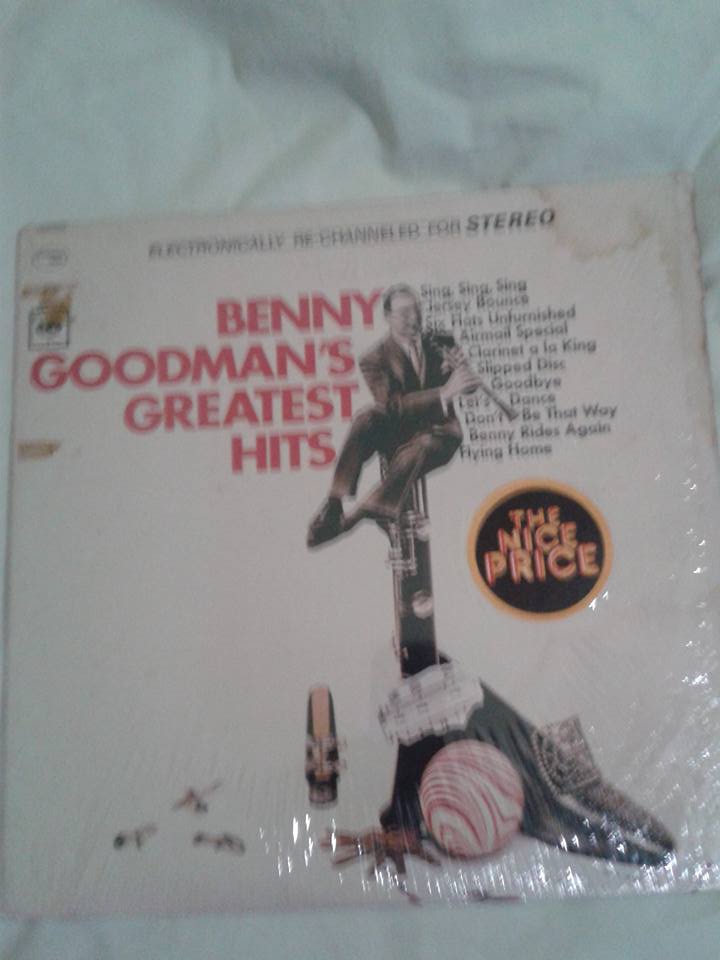 ELECTRONICALLY RE-CHANNELED FOR STEREO
BENNY
GOODMAN'S
GREATEST
HITS
Sing, Sing, Sing
Jersey Bounce
Six Flats Unfurnished
Airmail Special
Clarinet a la King
Slipped Disc
Goodbye
Let's Dance
Don't Be That Way
Benny Rides Again
Flying Home
THE
NICE
PRICE